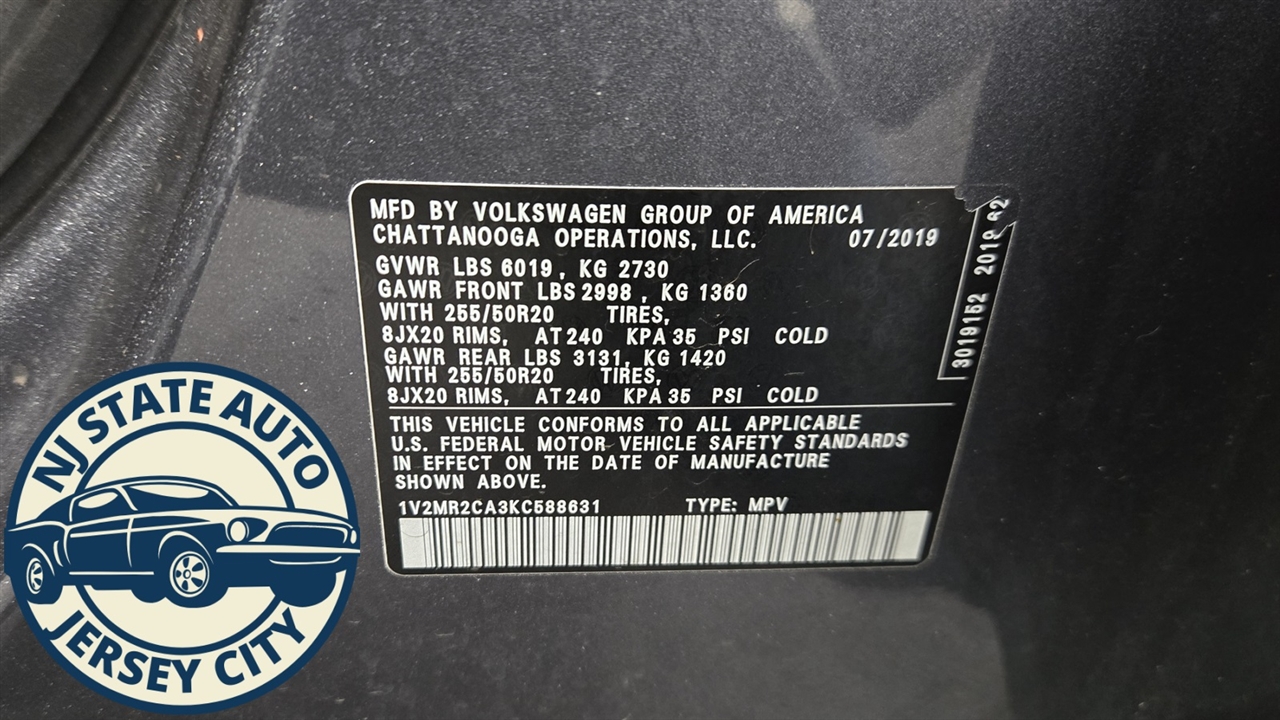 MFD BY VOLKSWAGEN GROUP OF AMERICA
CHATTANOOGA OPERATIONS, LLC. 07/2019
GVWR LBS 6019, KG 2730
GAWR FRONT LBS 2998, KG 1360
WITH 255/50R20 TIRES,
8JX20 RIMS, AT 240 KPA 35 PSI COLD
GAWR REAR LBS 3131, KG 1420
WITH 255/50R20 TIRES,
8JX20 RIMS, AT 240 KPA 35 PSI COLD
THIS VEHICLE CONFORMS TO ALL APPLICABLE
U.S. FEDERAL MOTOR VEHICLE SAFETY STANDARDS
IN EFFECT ON THE DATE OF MANUFACTURE
SHOWN ABOVE.
1V2MR2CA3KC588631 TYPE: MPV
3019152 2019
NJ STATE AUTO
JERSEY CITY